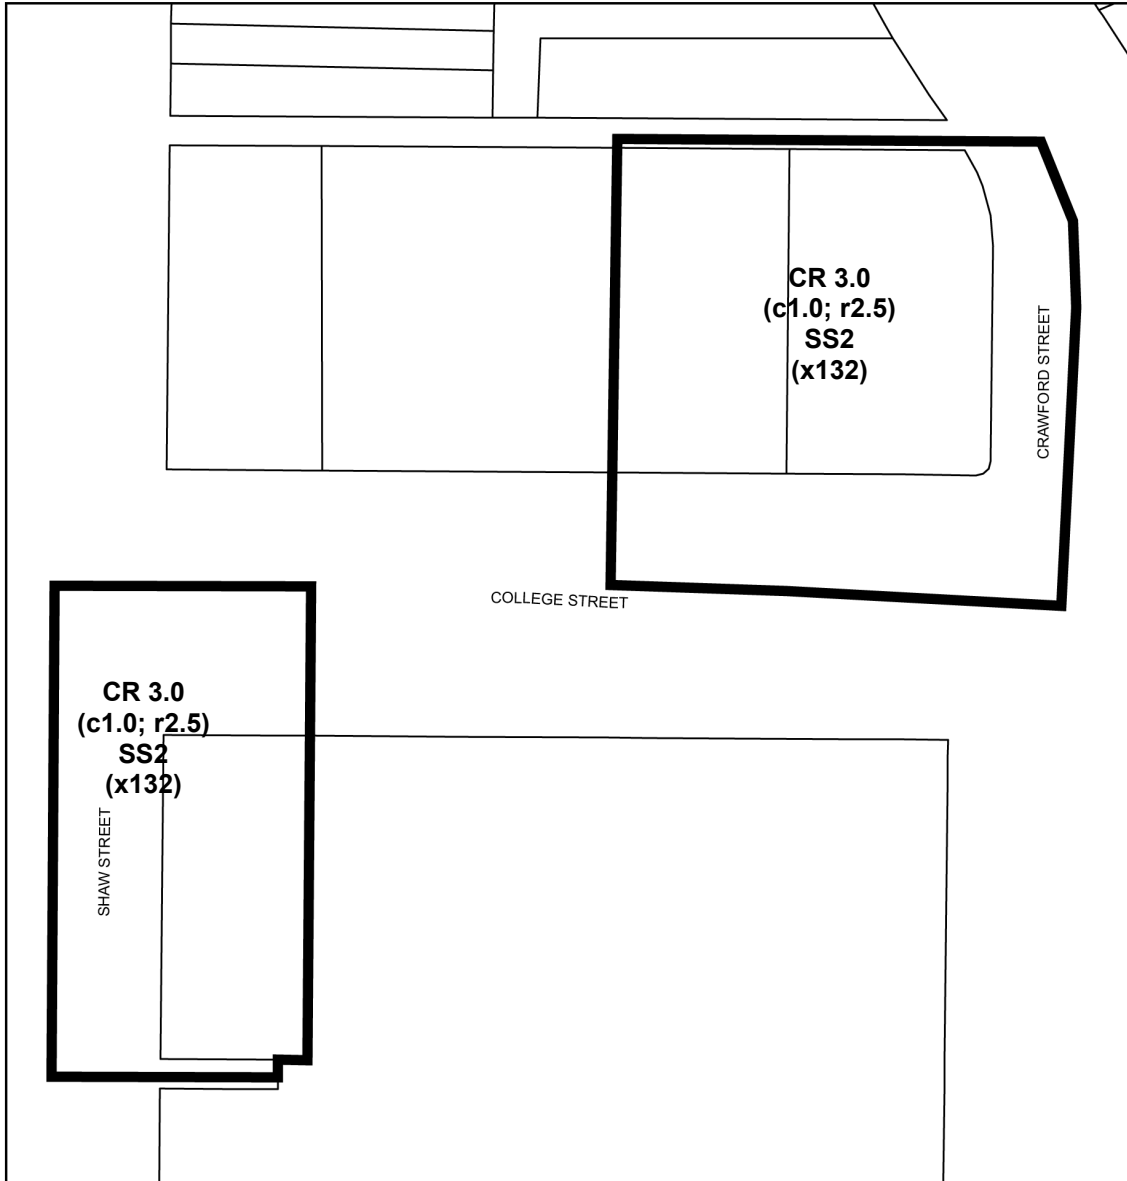 CR 3.0
(c1.0; r2.5)
SS2
(x132)
CRAWFORD STREET
COLLEGE STREET
CR 3.0
(c1.0; r2.5)
SS2
(x132)
SHAW STREET